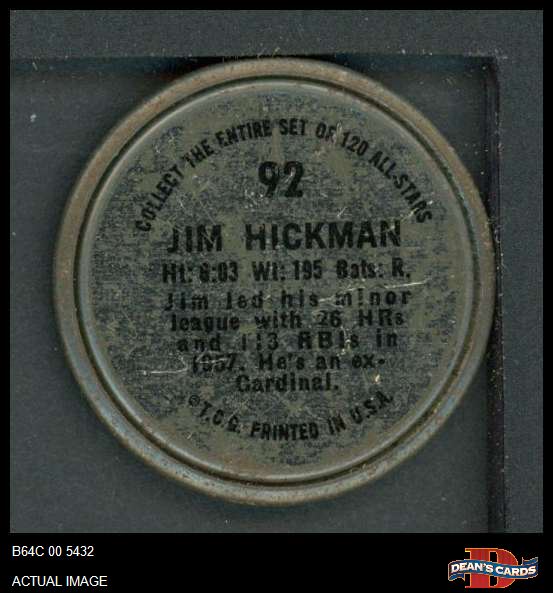 COLLECT THE ENTIRE SET OF 120 ALL-STARS
92
JIM HICKMAN
Ht: 6:03 Wt: 195 Bats: R.
Jim led his minor
league with 26 HRs
and 113 RBIs in
1957. He's an ex-
Cardinal.
© T.C.G. PRINTED IN U.S.A.
B64C 00 5432
ACTUAL IMAGE
D
DEAN'S CARDS